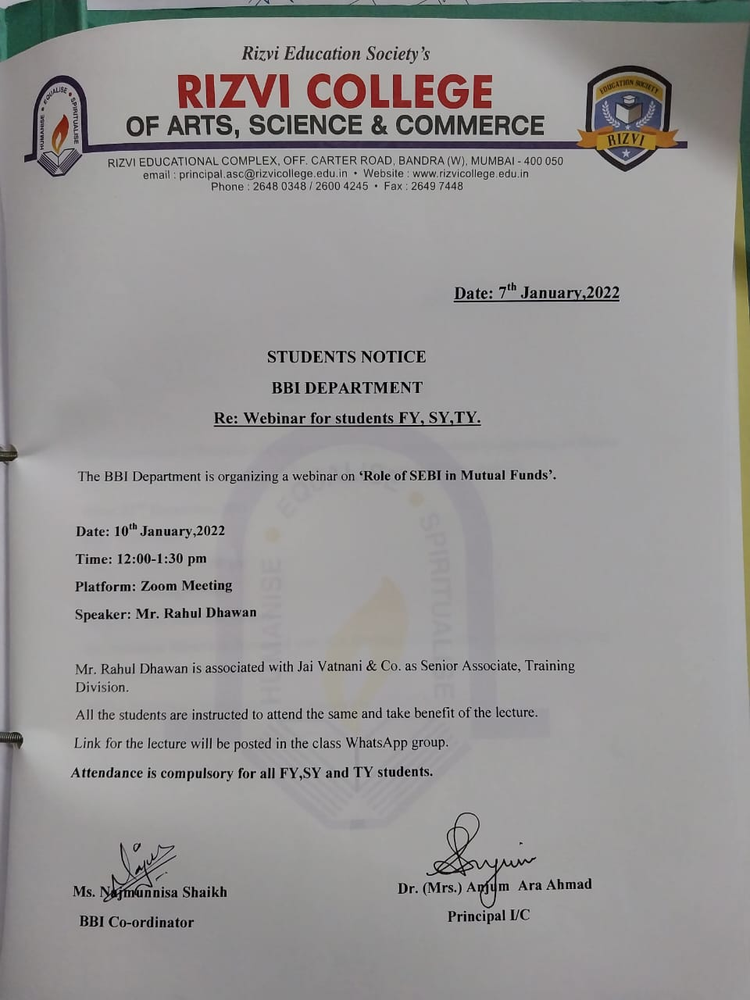 Rizvi Education Society's
RIZVI COLLEGE
OF ARTS, SCIENCE & COMMERCE
HUMANISE • EQUALISE • SPIRITUALISE
EDUCATION SOCIETY
RIZVI
RIZVI EDUCATIONAL COMPLEX, OFF. CARTER ROAD, BANDRA (W), MUMBAI - 400 050
email : principal.asc@rizvicollege.edu.in • Website : www.rizvicollege.edu.in
Phone : 2648 0348 / 2600 4245 • Fax : 2649 7448
Date: 7th January,2022
STUDENTS NOTICE
BBI DEPARTMENT
Re: Webinar for students FY, SY,TY.
The BBI Department is organizing a webinar on ‘Role of SEBI in Mutual Funds’.
Date: 10th January,2022
Time: 12:00-1:30 pm
Platform: Zoom Meeting
Speaker: Mr. Rahul Dhawan
Mr. Rahul Dhawan is associated with Jai Vatnani & Co. as Senior Associate, Training
Division.
All the students are instructed to attend the same and take benefit of the lecture.
Link for the lecture will be posted in the class WhatsApp group.
Attendance is compulsory for all FY,SY and TY students.
HUMANISE • EQUALISE • SPIRITUALISE
Ms. Najmunnisa Shaikh
BBI Co-ordinator
Dr. (Mrs.) Anjum Ara Ahmad
Principal I/C